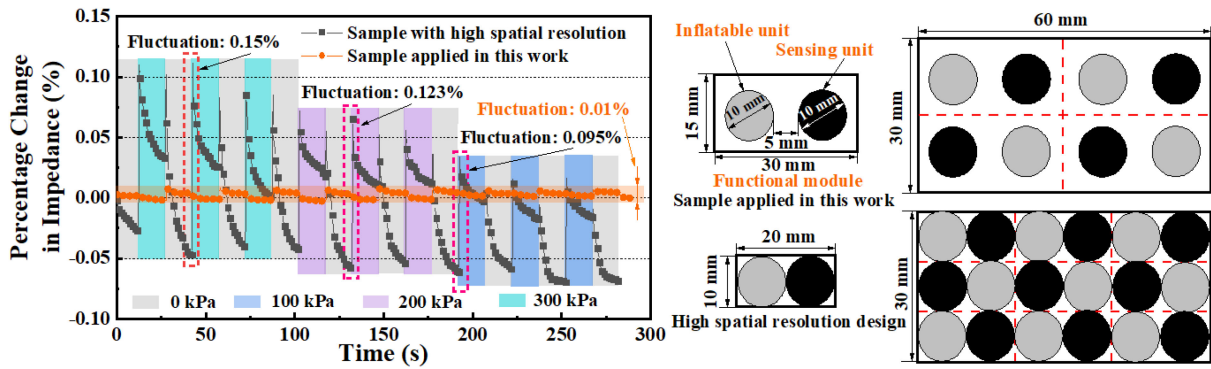 Percentage Change
in Impedance (%)
0.15
0.10
0.05
0.00
-0.05
-0.10
Fluctuation: 0.15%
Sample with high spatial resolution
Sample applied in this work
Fluctuation: 0.123%
Fluctuation: 0.01%
Fluctuation: 0.095%
0 kPa
100 kPa
200 kPa
300 kPa
0
50
100
150
200
250
300
Time (s)
Inflatable unit
Sensing unit
15 mm
10 mm
10 mm
5 mm
30 mm
Functional module
Sample applied in this work
20 mm
10 mm
High spatial resolution design
60 mm
30 mm
30 mm